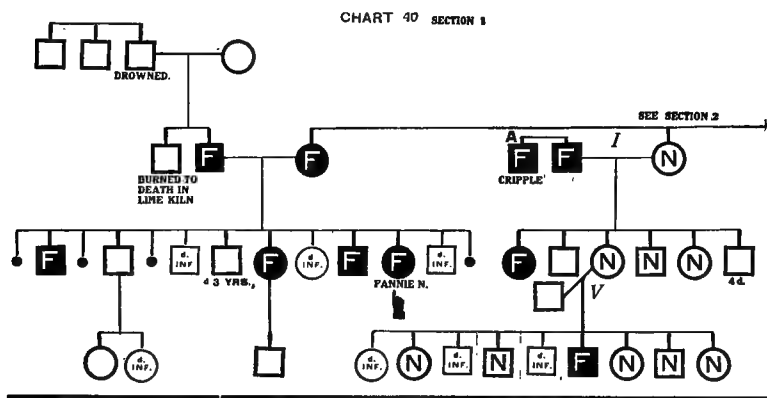 CHART 40 SECTION 1
DROWNED.
SEE SECTION.2
A I
F F F F N
BURNED TO
DEATH IN
LIME KILN
CRIPPLE
F d. INF. F d. INF. F F d. INF. F N N N
d 3 YRS. FANNIE N. V 4d.
d. INF. d. INF. N d. INF. N d. INF. F N N N